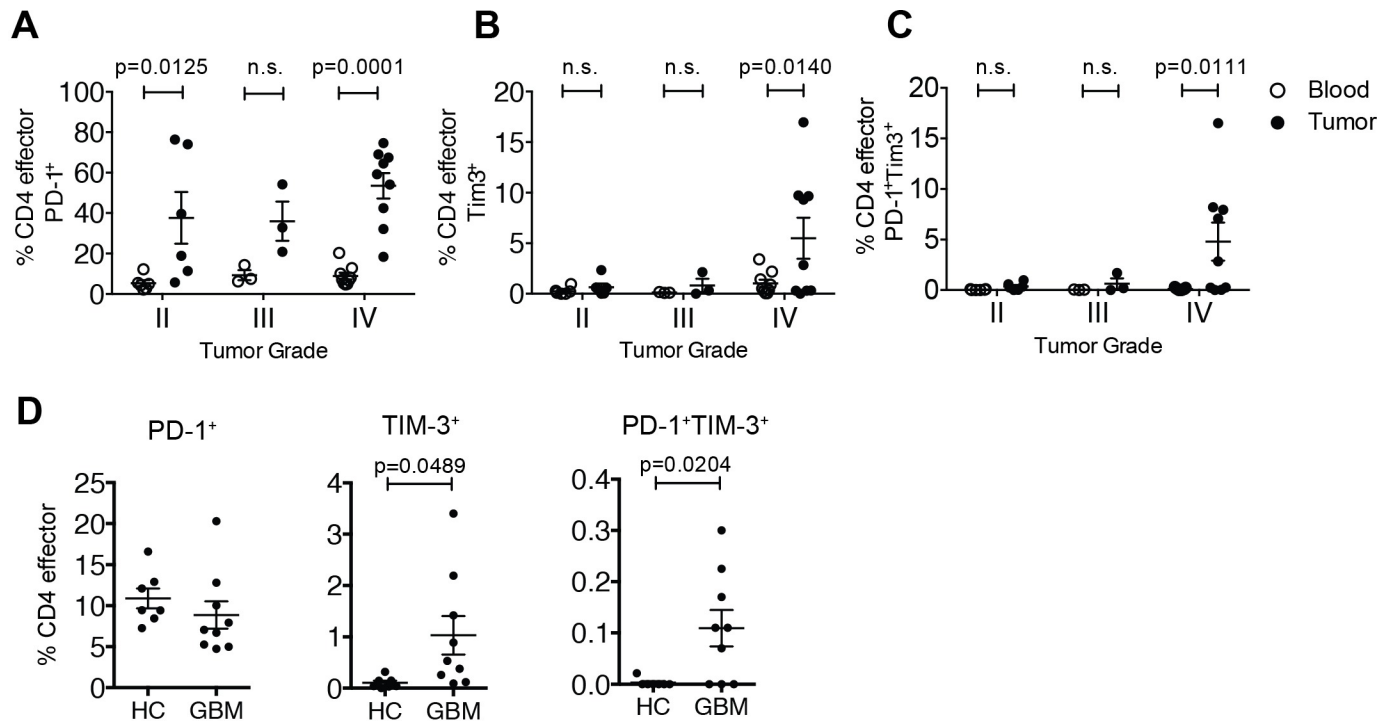 A
p=0.0125
n.s.
p=0.0001
% CD4 effector
PD-1⁺
100
80
60
40
20
0
II
III
IV
Tumor Grade
B
n.s.
n.s.
p=0.0140
% CD4 effector
Tim3⁺
20
15
10
5
0
II
III
IV
Tumor Grade
C
n.s.
n.s.
p=0.0111
% CD4 effector
PD-1⁺Tim3⁺
20
15
10
5
0
II
III
IV
Tumor Grade
Blood
Tumor
D
PD-1⁺
% CD4 effector
25
20
15
10
5
0
HC
GBM
TIM-3⁺
p=0.0489
4
3
2
1
0
HC
GBM
PD-1⁺TIM-3⁺
p=0.0204
0.4
0.3
0.2
0.1
0.0
HC
GBM